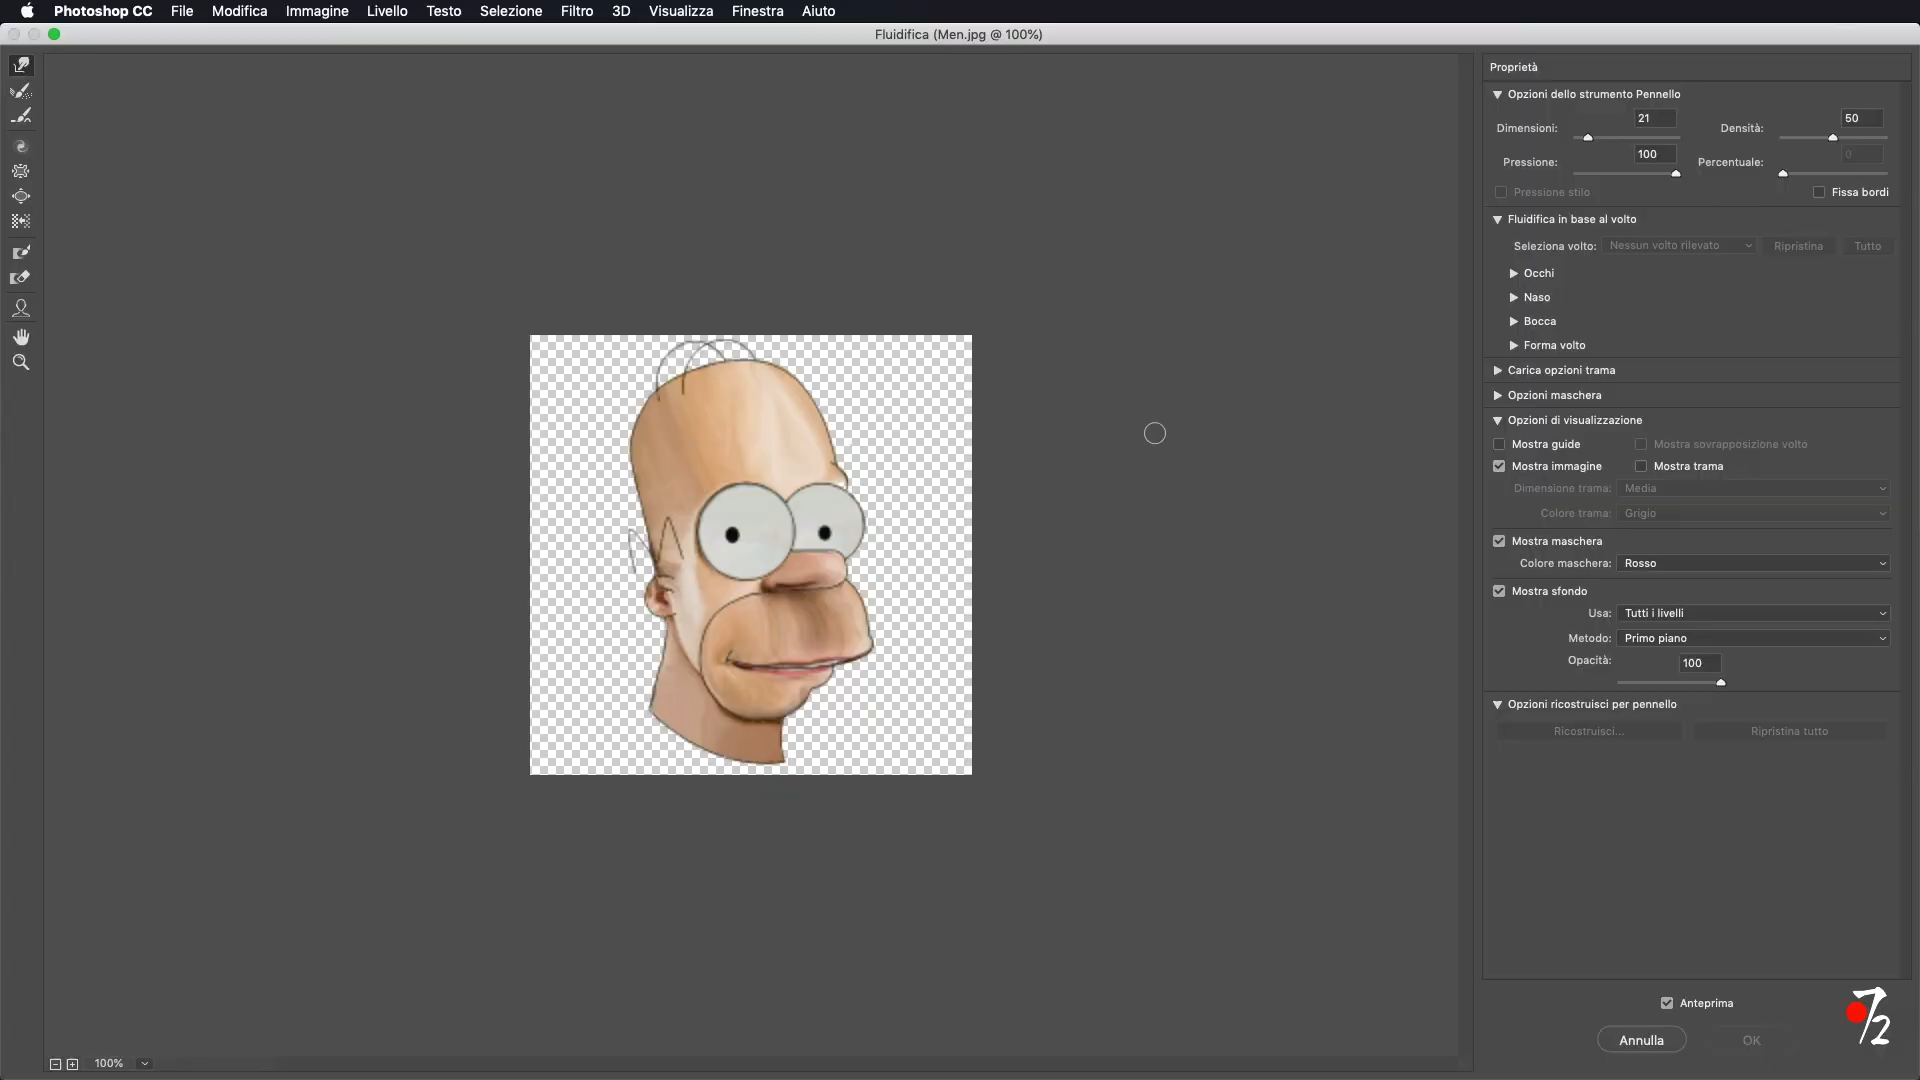 Photoshop CC File Modifica Immagine Livello Testo Selezione Filtro 3D Visualizza Finestra Aiuto
Fluidifica (Men.jpg @ 100%)
Proprietà
Opzioni dello strumento Pennello
Dimensioni: 21 Densità: 50
Pressione: 100 Percentuale: 0
Pressione stilo Fissa bordi
Fluidifica in base al volto
Seleziona volto: Nessun volto rilevato Ripristina Tutto
Occhi
Naso
Bocca
Forma volto
Carica opzioni trama
Opzioni maschera
Opzioni di visualizzazione
Mostra guide Mostra sovrapposizione volto
Mostra immagine Mostra trama
Dimensione trama: Media
Colore trama: Grigio
Mostra maschera
Colore maschera: Rosso
Mostra sfondo
Usa: Tutti i livelli
Metodo: Primo piano
Opacità: 100
Opzioni ricostruisci per pennello
Ricostruisci... Ripristina tutto
Anteprima
Annulla OK
7/2
100%